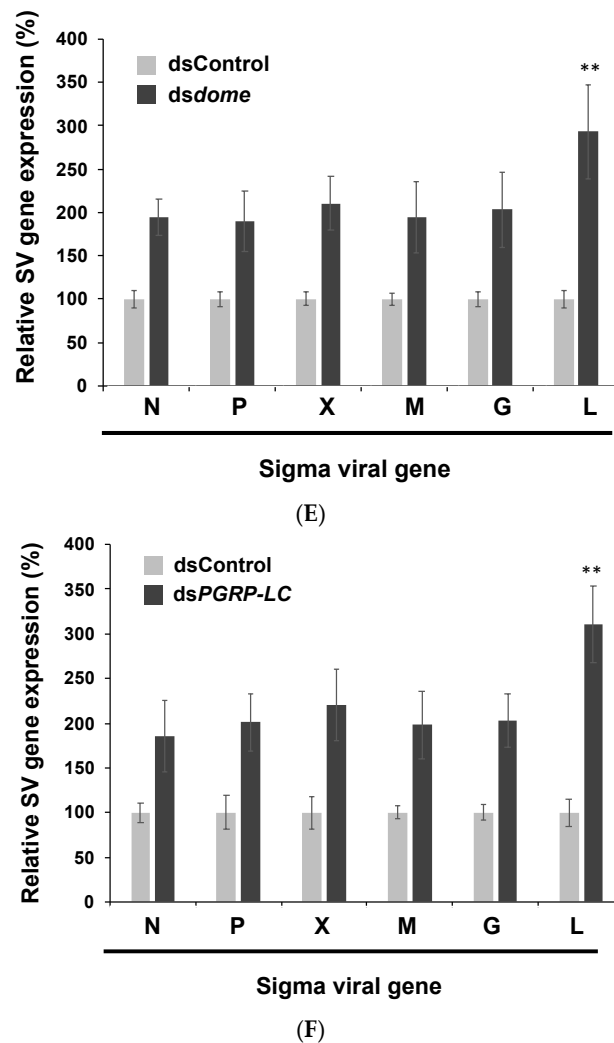 Relative SV gene expression (%)
400
350
300
250
200
150
100
50
0
dsControl
dsdome
**
N P X M G L
Sigma viral gene
(E)
Relative SV gene expression (%)
400
350
300
250
200
150
100
50
0
dsControl
dsPGRP-LC
**
N P X M G L
Sigma viral gene
(F)